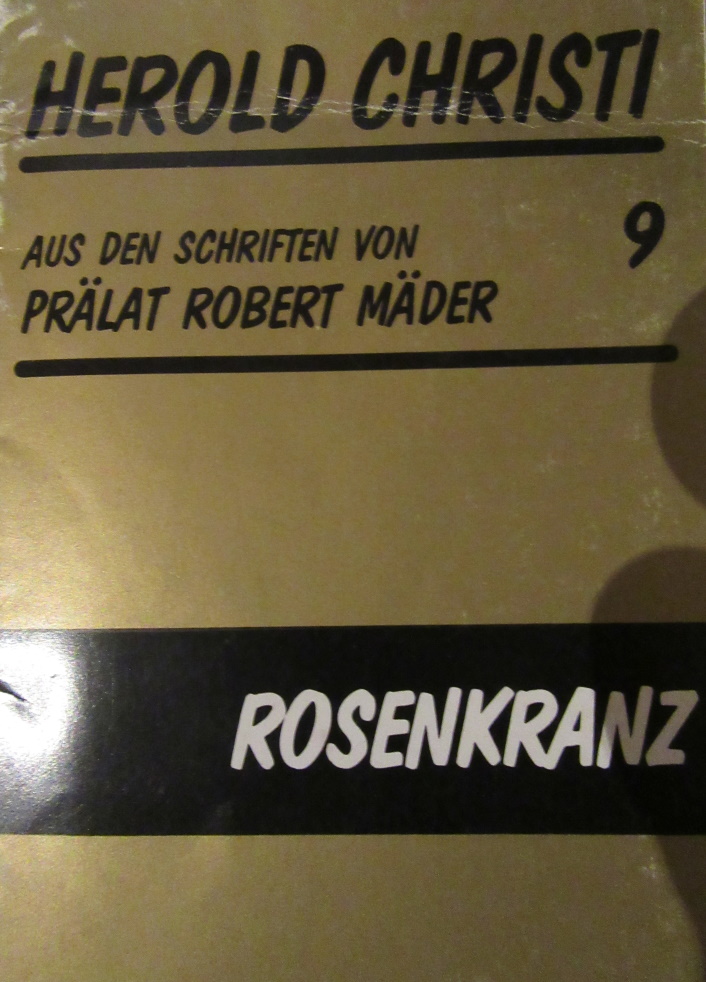 HEROLD CHRISTI
AUS DEN SCHRIFTEN VON
PRÄLAT ROBERT MÄDER
9
ROSENKRANZ